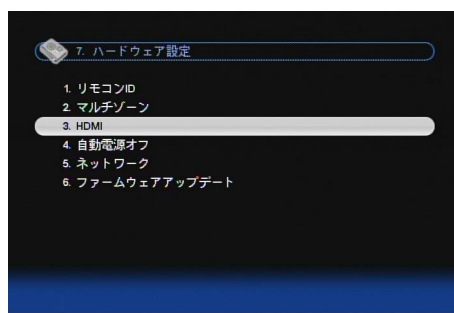 7. ハードウェア設定
1. リモコンID
2. マルチゾーン
3. HDMI
4. 自動電源オフ
5. ネットワーク
6. ファームウェアアップデート